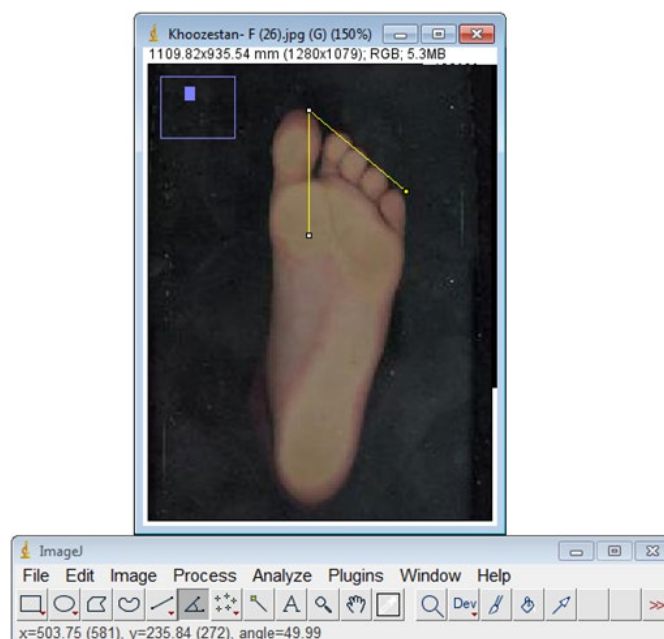 Khoozestan- F (26).jpg (G) (150%)
1109.82x935.54 mm (1280x1079); RGB; 5.3MB
ImageJ
File Edit Image Process Analyze Plugins Window Help
A Dev >>
x=503.75 (581), y=235.84 (272), angle=49.99